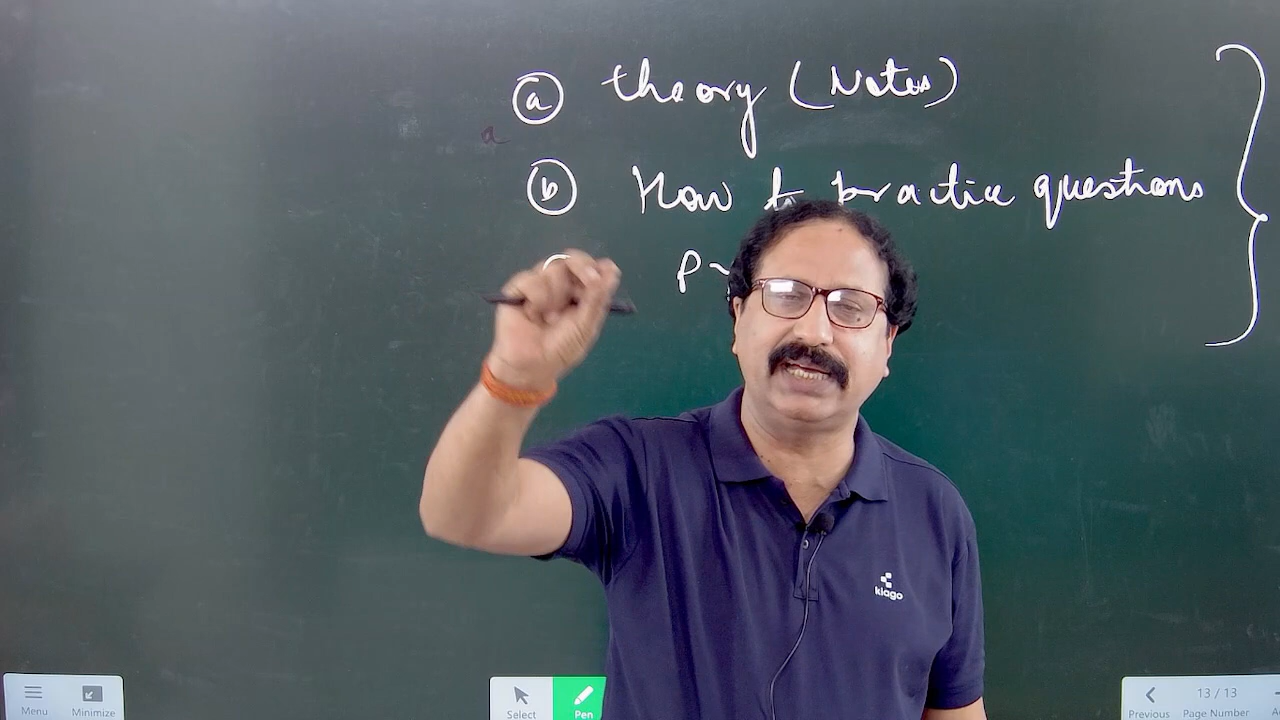 (a) theory (Notes)
a
(b) How to practice questions
P
kiago
Menu
Minimize
Select
Pen
Previous
13 / 13
Page Number